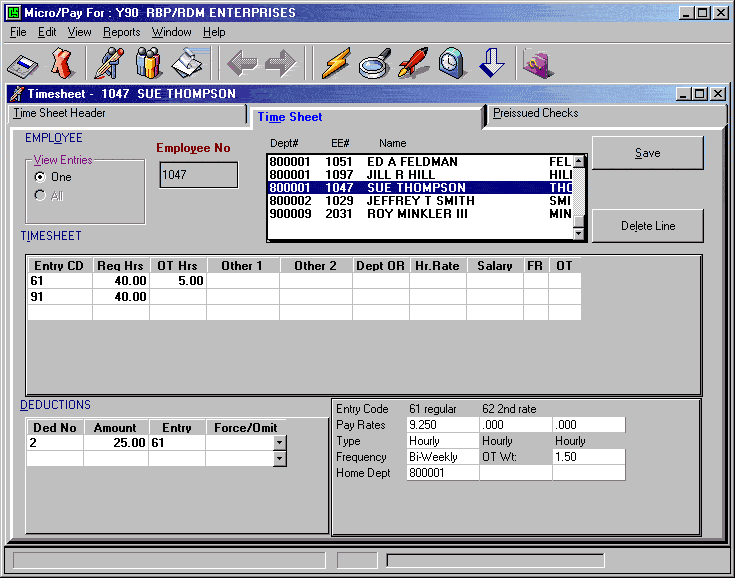 Micro/Pay For : Y90 RBP/RDM ENTERPRISES
File Edit View Reports Window Help
Timesheet - 1047 SUE THOMPSON
Time Sheet Header Time Sheet Preissued Checks
EMPLOYEE
View Entries
One
All
Employee No
1047
Dept# EE# Name
800001 1051 ED A FELDMAN FEL
800001 1097 JILL R HILL HILI
800001 1047 SUE THOMPSON THO
800002 1029 JEFFREY T SMITH SMI
900009 2031 ROY MINKLER III MIN
Save
Delete Line
TIMESHEET
Entry CD Reg Hrs OT Hrs Other 1 Other 2 Dept OR Hr.Rate Salary FR OT
61 40.00 5.00
91 40.00
DEDUCTIONS
Ded No Amount Entry Force/Omit
2 25.00 61
Entry Code 61 regular 62 2nd rate
Pay Rates 9.250 .000 .000
Type Hourly Hourly Hourly
Frequency Bi-Weekly OT Wt: 1.50
Home Dept 800001